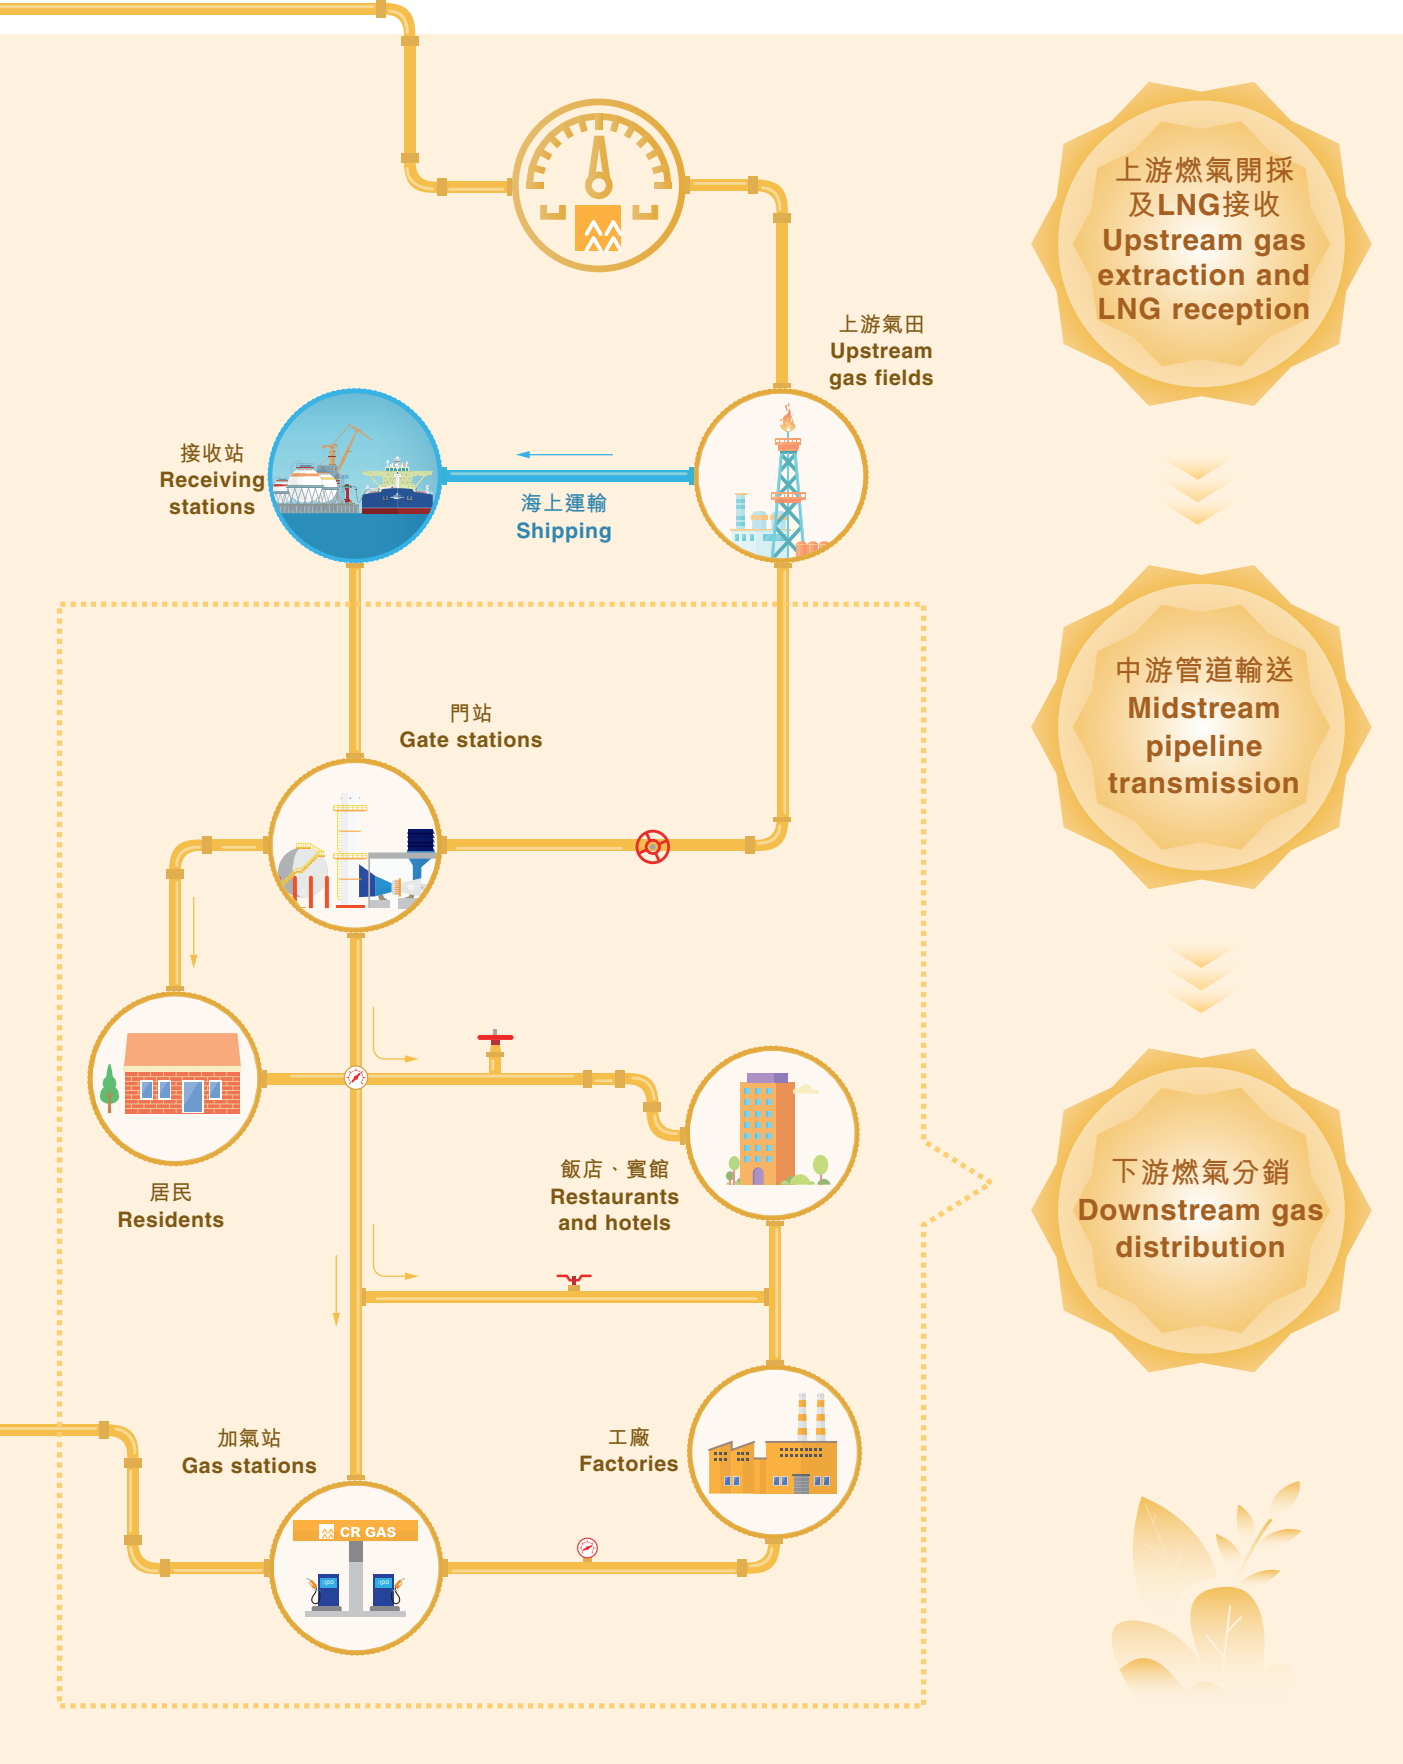 上游燃氣開採
及LNG接收
Upstream gas
extraction and
LNG reception
上游氣田
Upstream
gas fields
接收站
Receiving
stations
海上運輸
Shipping
中游管道輸送
Midstream
pipeline
transmission
門站
Gate stations
居民
Residents
飯店、賓館
Restaurants
and hotels
下游燃氣分銷
Downstream gas
distribution
加氣站
Gas stations
工廠
Factories
CR GAS